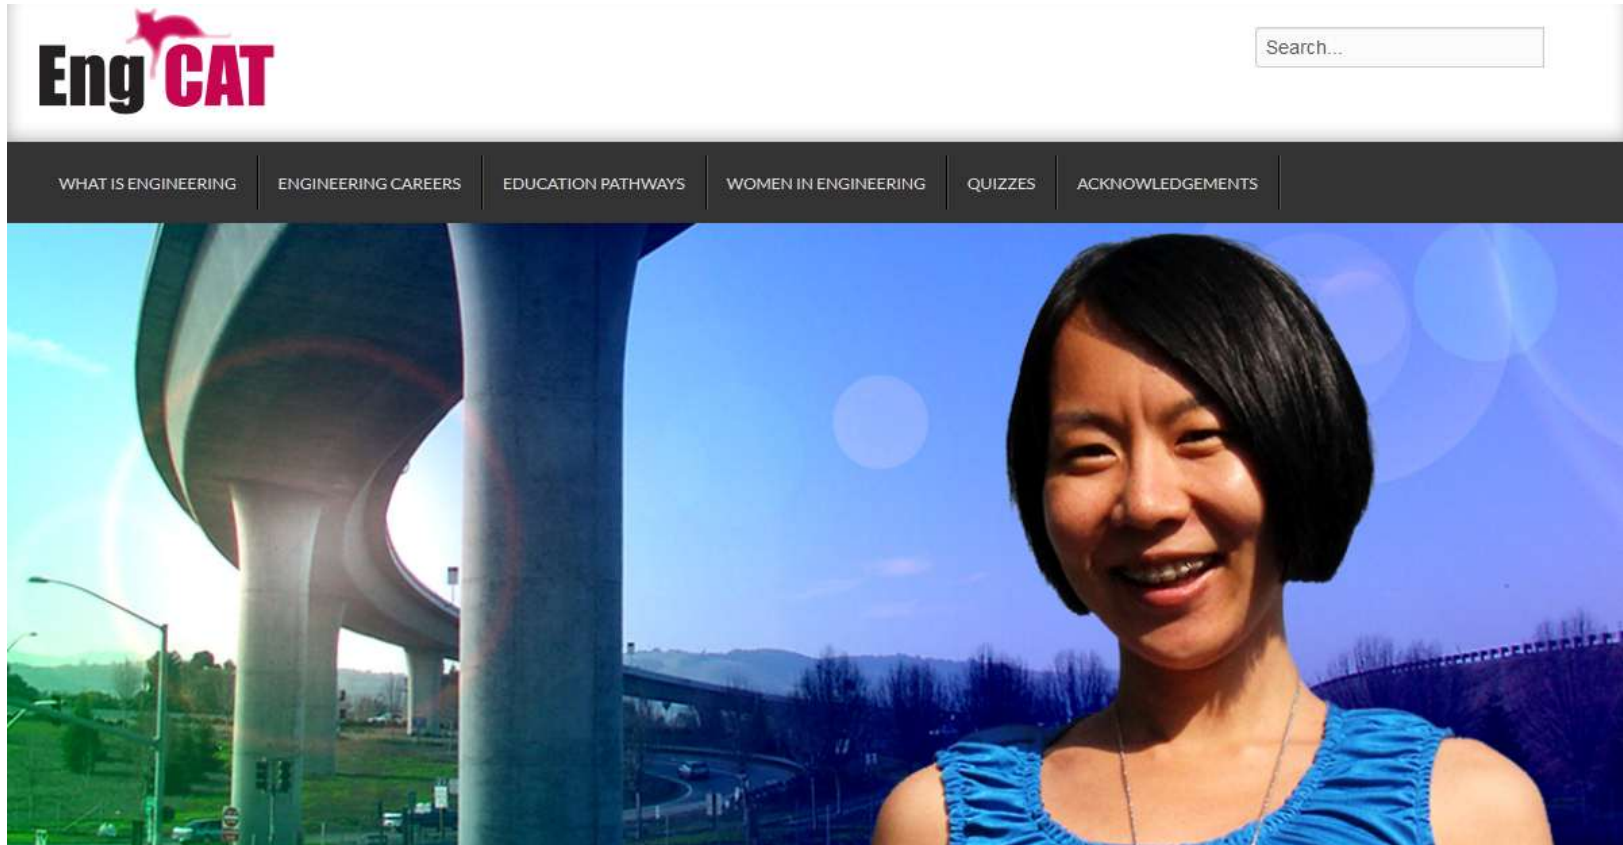 Eng CAT
Search...
WHAT IS ENGINEERING
ENGINEERING CAREERS
EDUCATION PATHWAYS
WOMEN IN ENGINEERING
QUIZZES
ACKNOWLEDGEMENTS